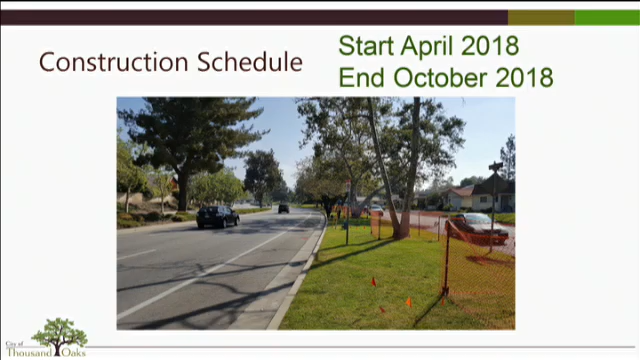 Construction Schedule
Start April 2018
End October 2018
City of
Thousand Oaks